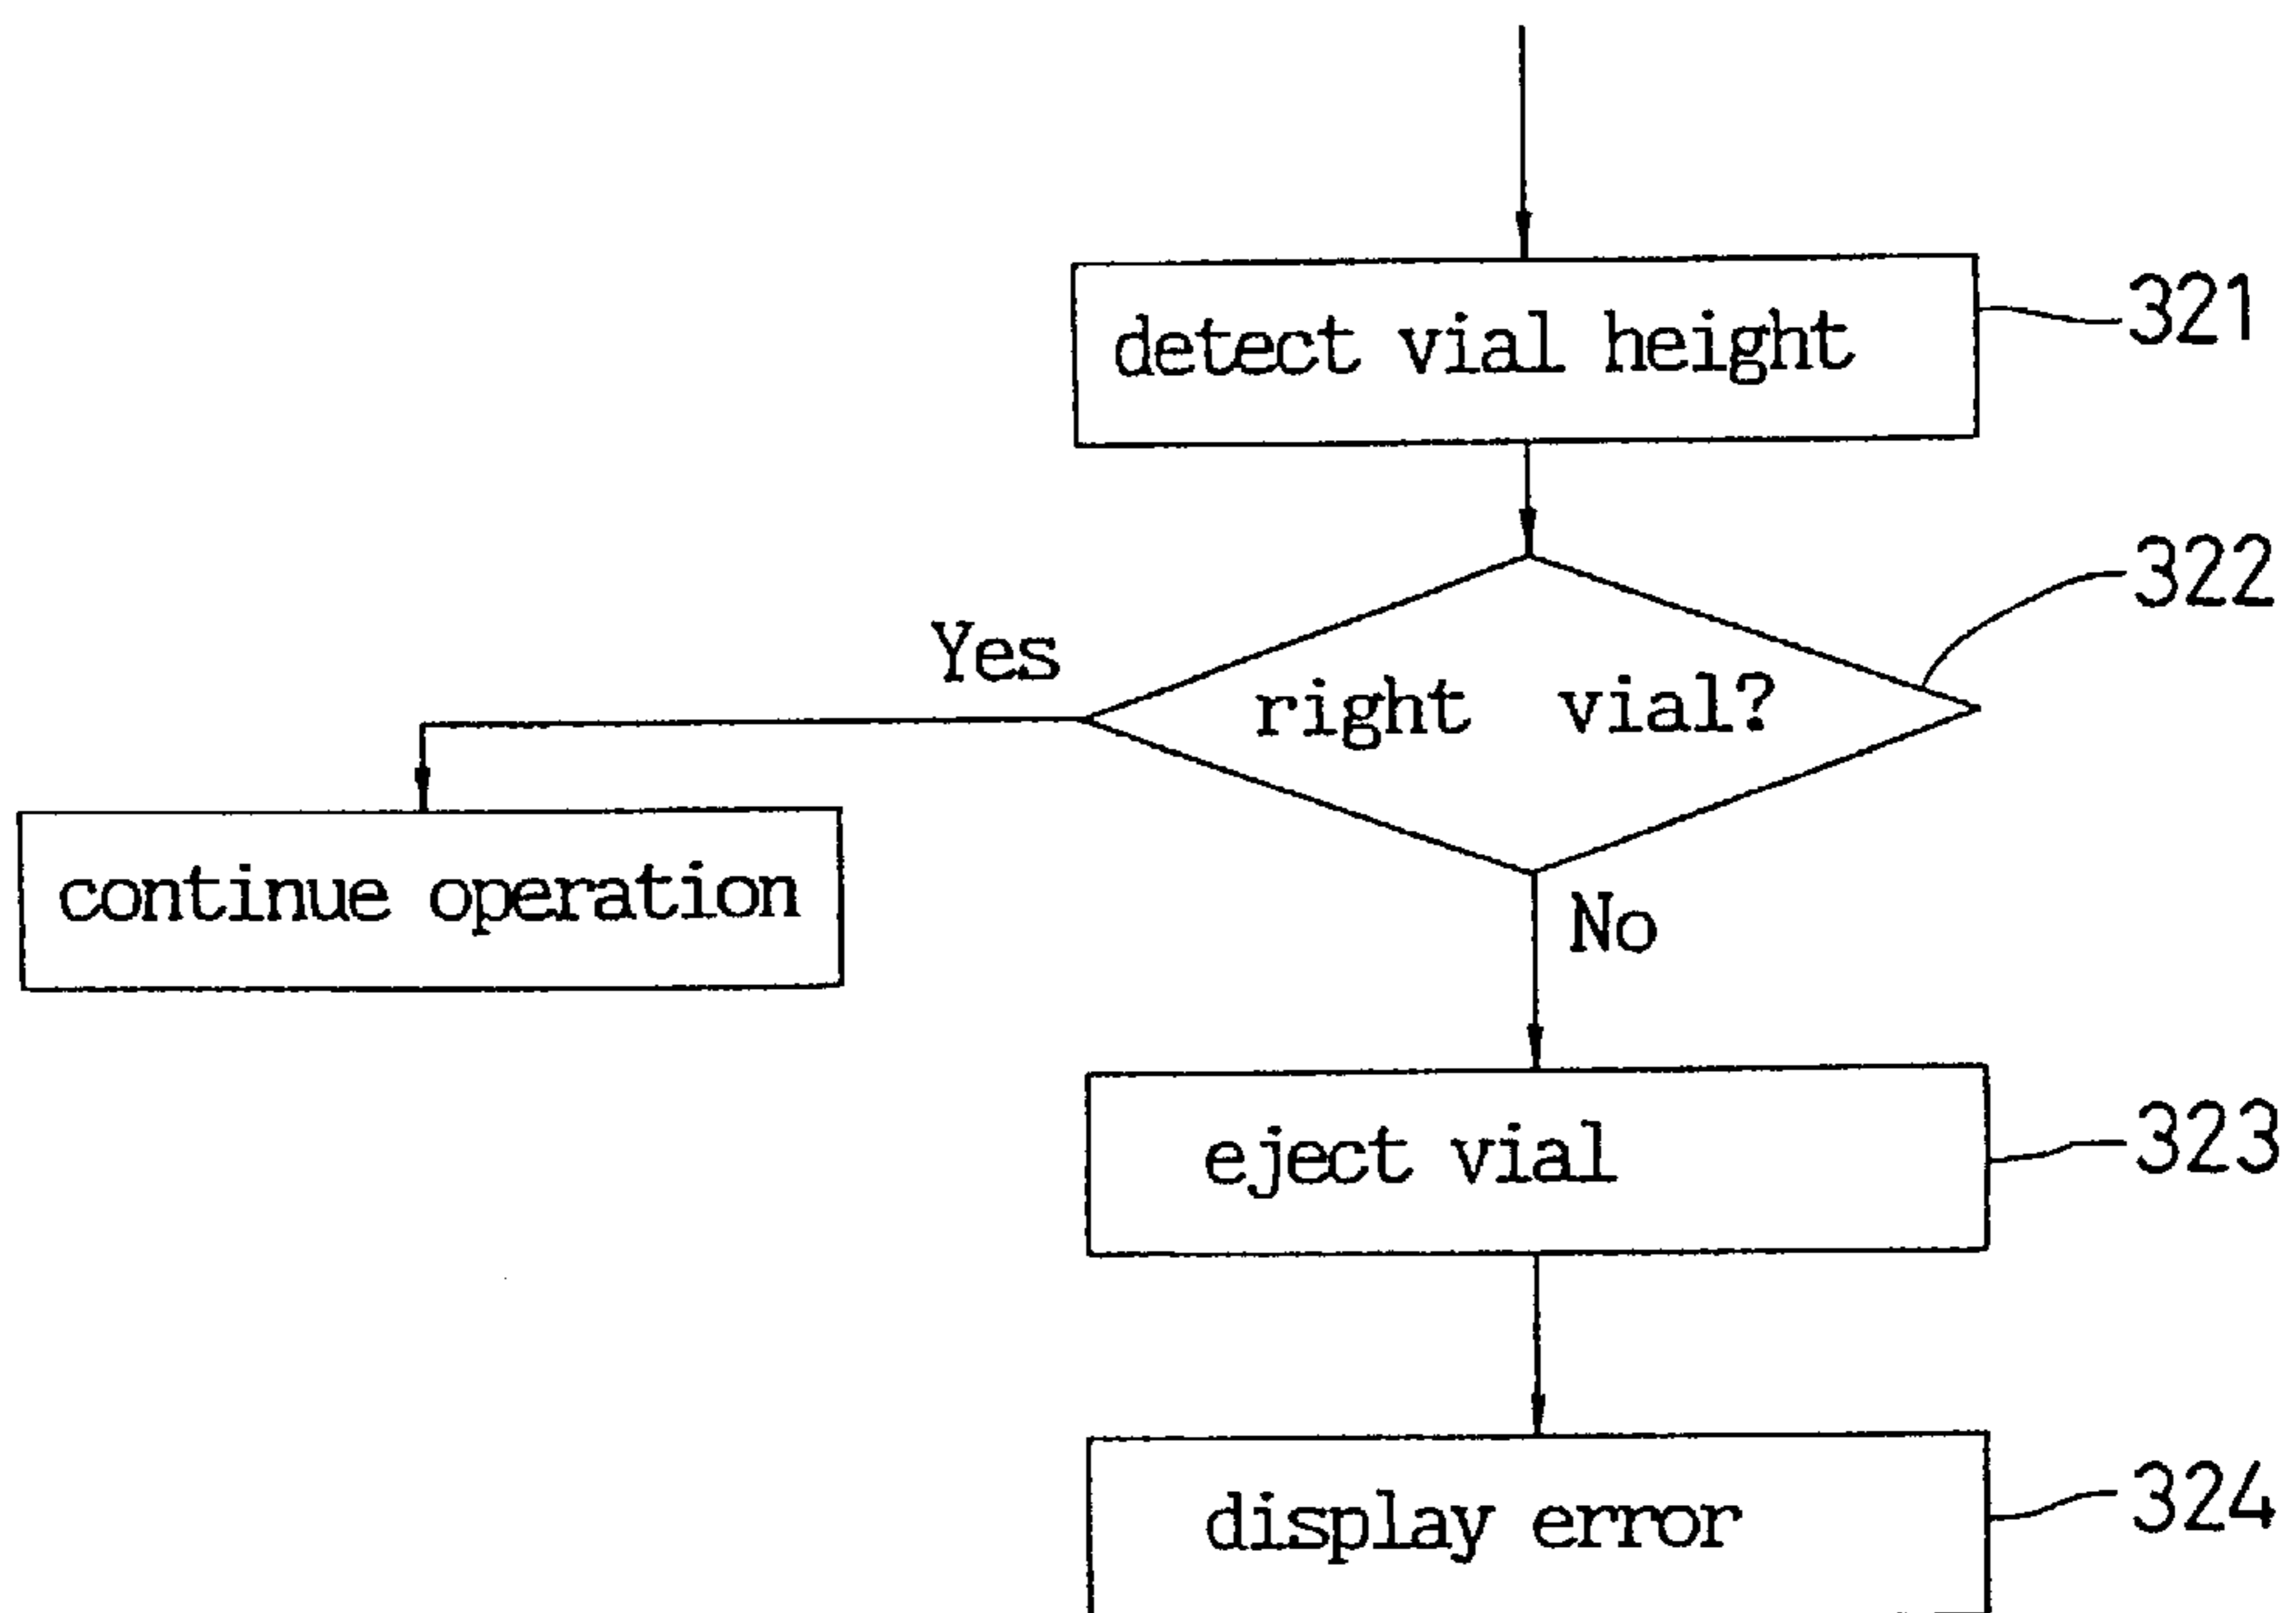 detect vial height
321
322
Yes
right vial?
continue operation
No
eject vial
323
display error
324